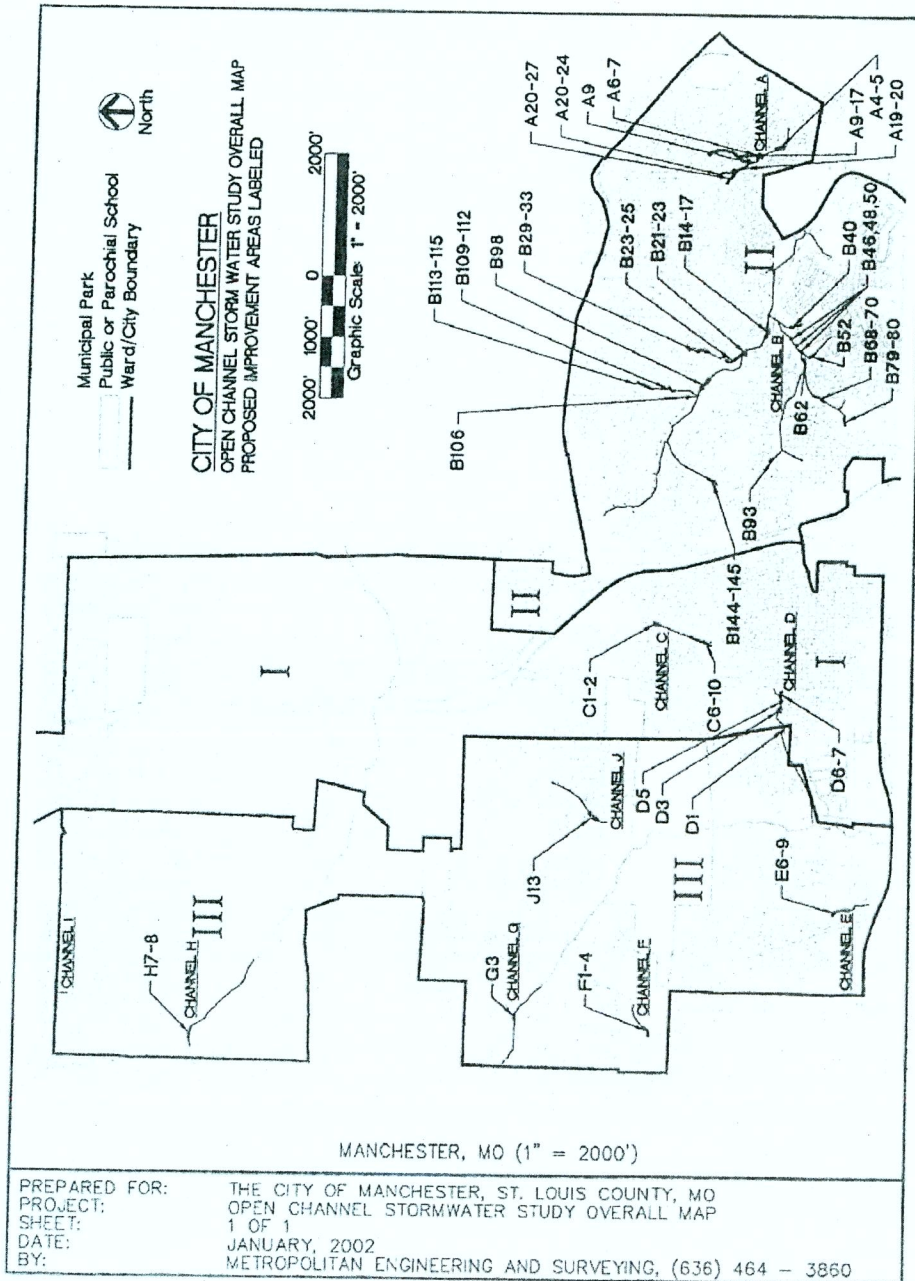 Municipal Park
Public or Parochial School
Ward/City Boundary
North
CITY OF MANCHESTER
OPEN CHANNEL STORM WATER STUDY OVERALL MAP
PROPOSED IMPROVEMENT AREAS LABELED
2000' 1000' 0 2000'
Graphic Scale: 1" = 2000'
CHANNEL I
H7-8
CHANNEL H
III
I
II
G3
CHANNEL G
J13
CHANNEL J
F1-4
CHANNEL F
III
C1-2
CHANNEL C
C6-10
D5
D3
D1
CHANNEL D
D6-7
I
E6-9
CHANNEL E
B113-115
B109-112
B98
B29-33
B106
B23-25
B21-23
B14-17
B144-145
B93
B62
CHANNEL B
II
B40
B46,48,50
B52
B68-70
B79-80
A20-27
A20-24
A9
A6-7
CHANNEL A
A9-17
A4-5
A19-20
MANCHESTER, MO (1" = 2000')
PREPARED FOR: THE CITY OF MANCHESTER, ST. LOUIS COUNTY, MO
PROJECT: OPEN CHANNEL STORMWATER STUDY OVERALL MAP
SHEET: 1 OF 1
DATE: JANUARY, 2002
BY: METROPOLITAN ENGINEERING AND SURVEYING, (636) 464 - 3860